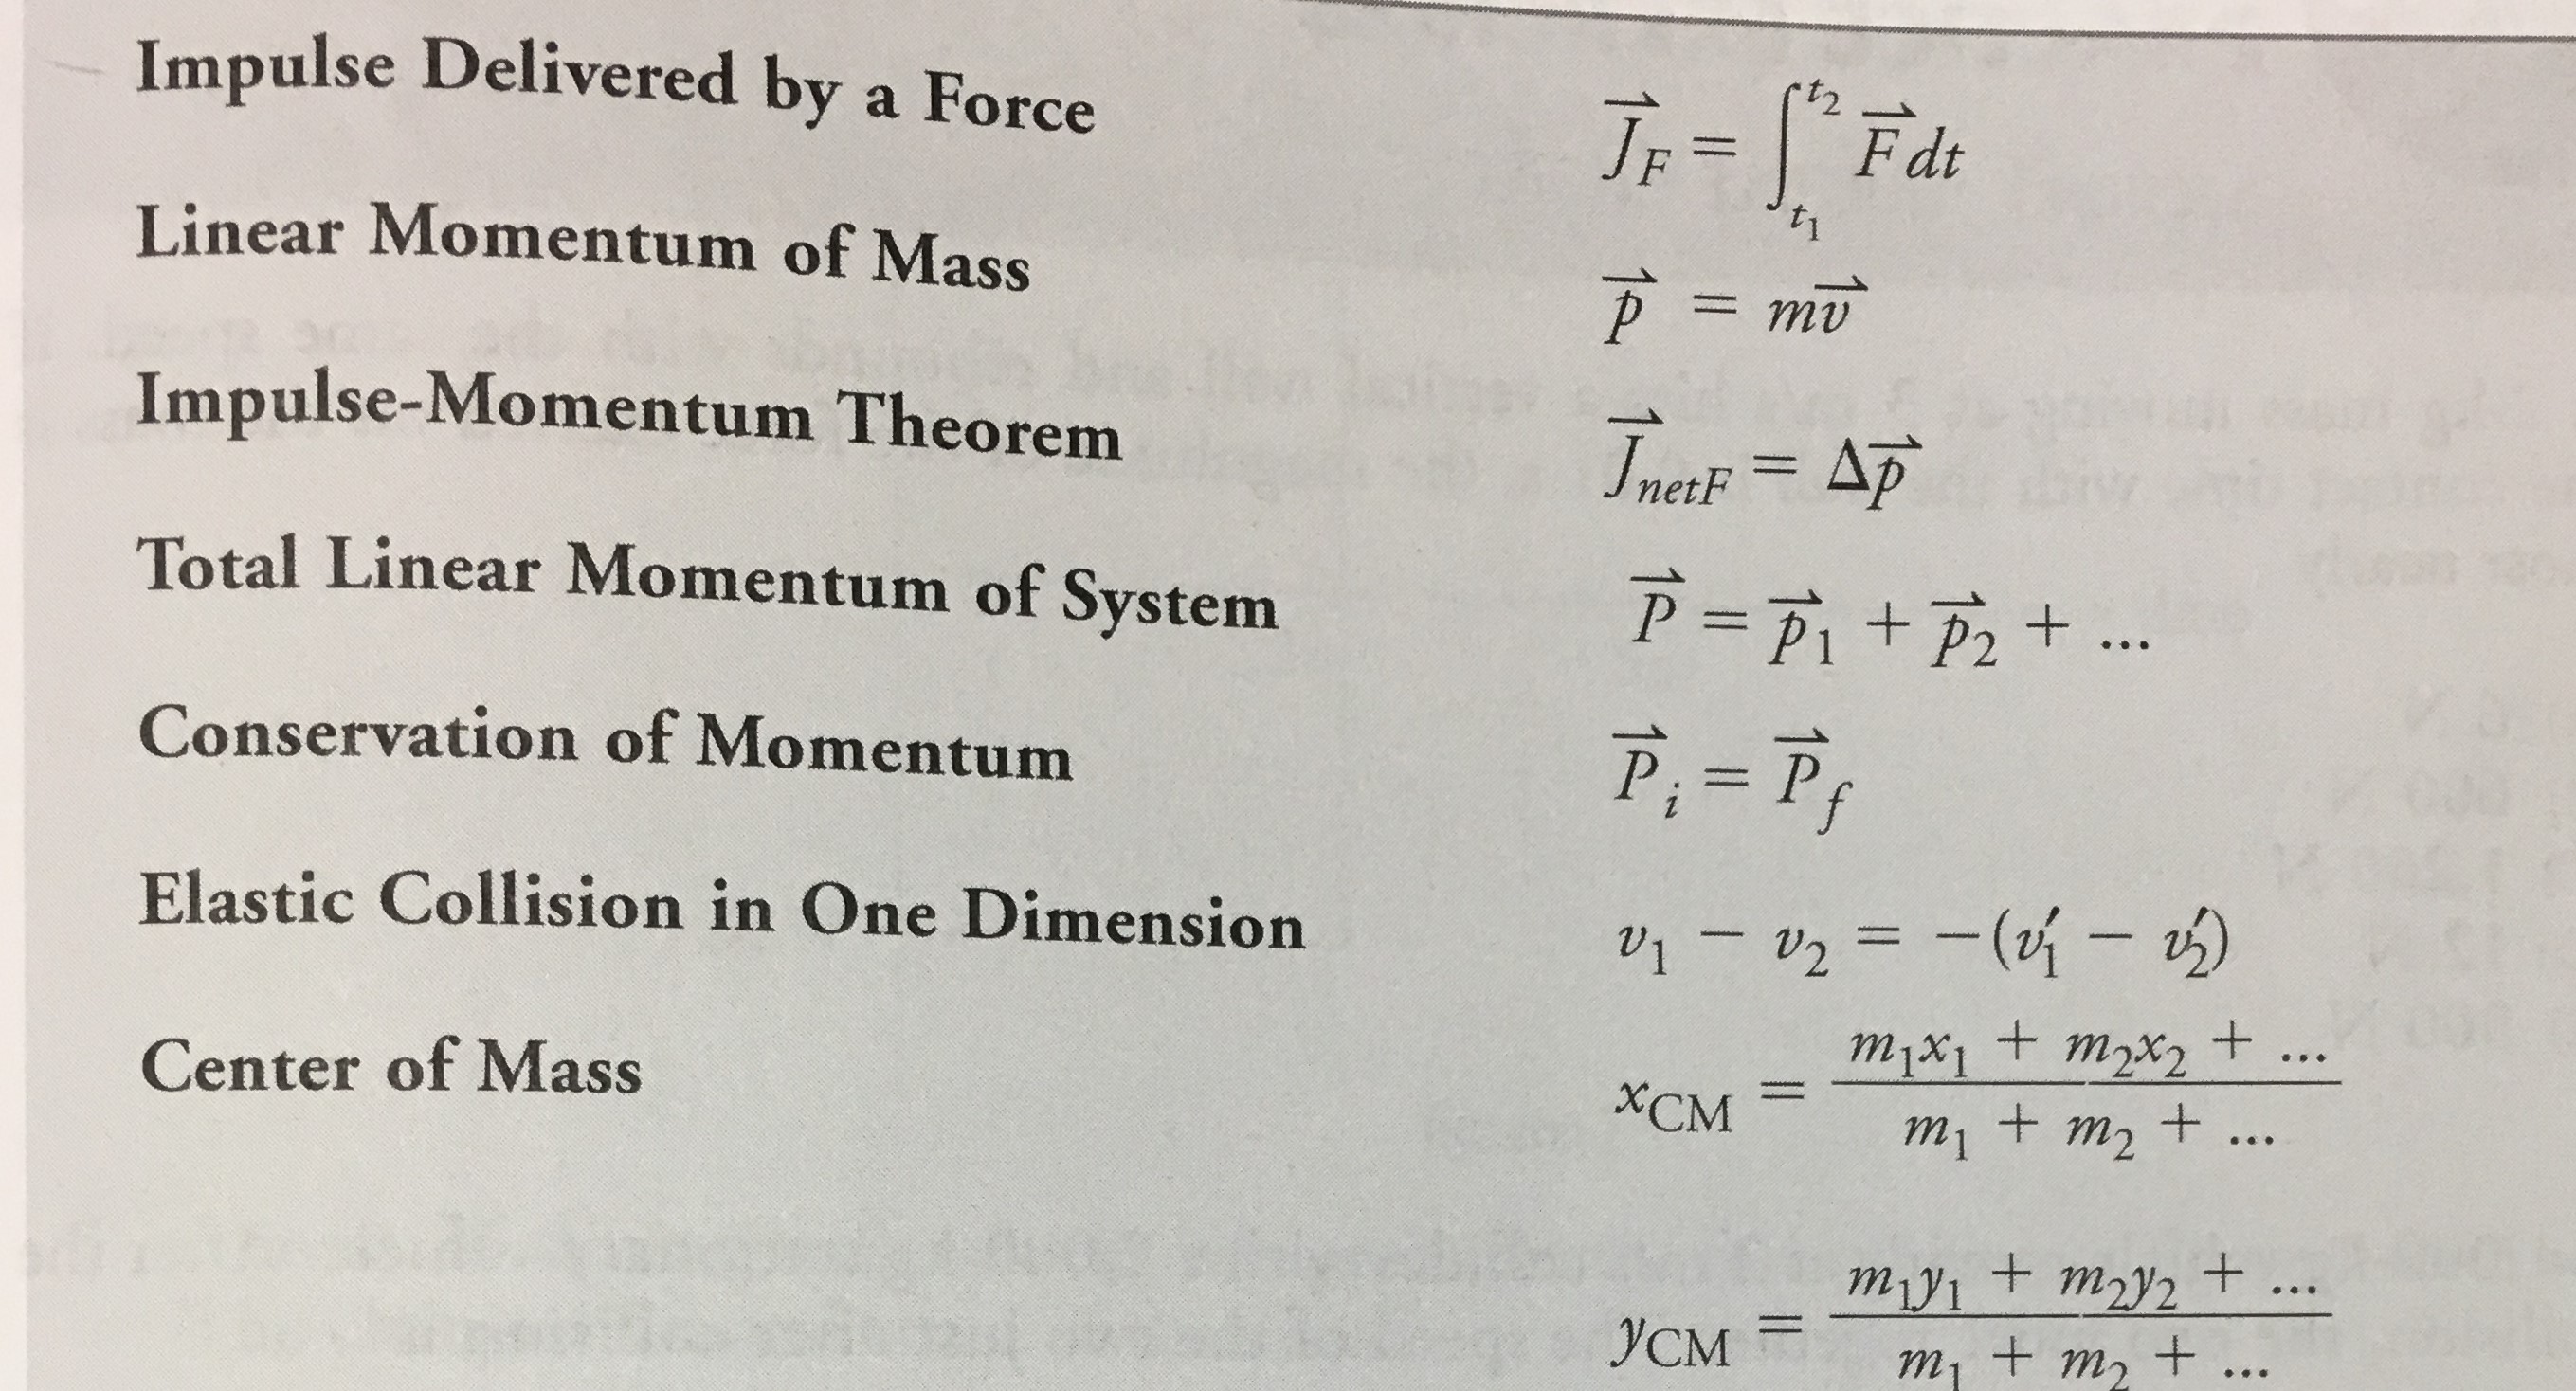 Impulse Delivered by a Force
$\vec{J}_F = \int_{t_1}^{t_2} \vec{F} dt$
Linear Momentum of Mass
$\vec{p} = m\vec{v}$
Impulse-Momentum Theorem
$\vec{J}_{netF} = \Delta\vec{p}$
Total Linear Momentum of System
$\vec{P} = \vec{p}_1 + \vec{p}_2 + ...$
Conservation of Momentum
$\vec{P}_i = \vec{P}_f$
Elastic Collision in One Dimension
$v_1 - v_2 = -(v_1' - v_2')$
Center of Mass
$x_{\text{CM}} = \frac{m_1x_1 + m_2x_2 + ...}{m_1 + m_2 + ...}$
$y_{\text{CM}} = \frac{m_1y_1 + m_2y_2 + ...}{m_1 + m_2 + ...}$